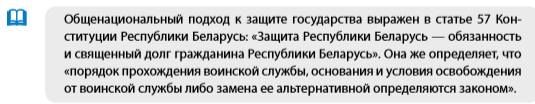 Общенациональный подход к защите государства выражен в статье 57 Кон-
ституции Республики Беларусь: «Защита Республики Беларусь — обязанность
и священный долг гражданина Республики Беларусь». Она же определяет, что
«порядок прохождения воинской службы, основания и условия освобождения
от воинской службы либо замена ее альтернативной определяются законом».